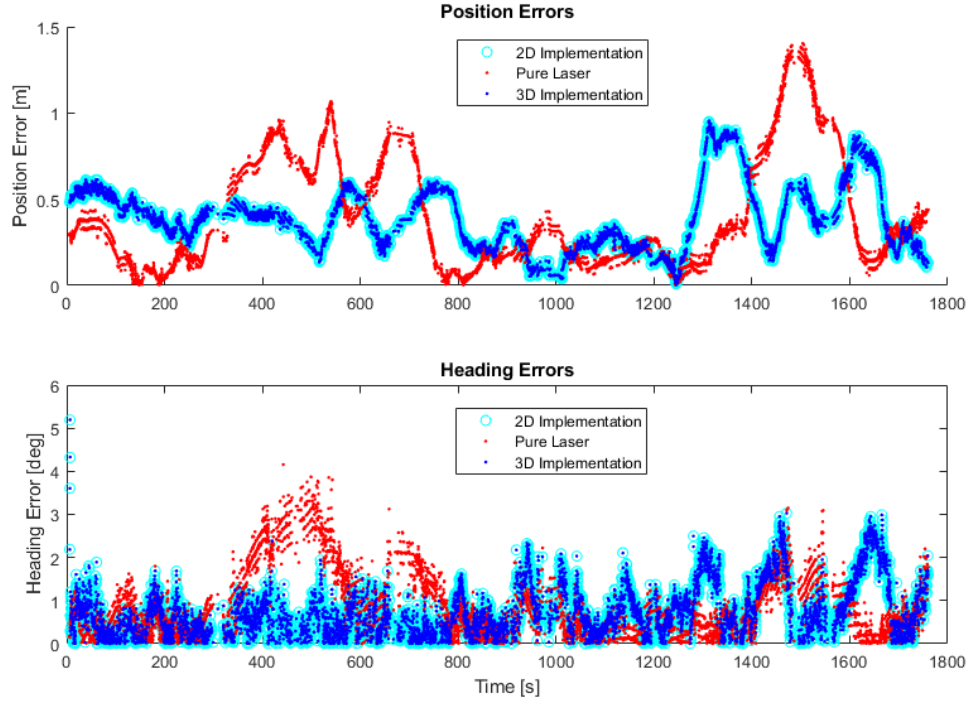 Position Errors
Position Error [m]
1.5
1
0.5
0
2D Implementation
Pure Laser
3D Implementation
0 200 400 600 800 1000 1200 1400 1600 1800
Heading Errors
Heading Error [deg]
6
5
4
3
2
1
0
2D Implementation
Pure Laser
3D Implementation
0 200 400 600 800 1000 1200 1400 1600 1800
Time [s]